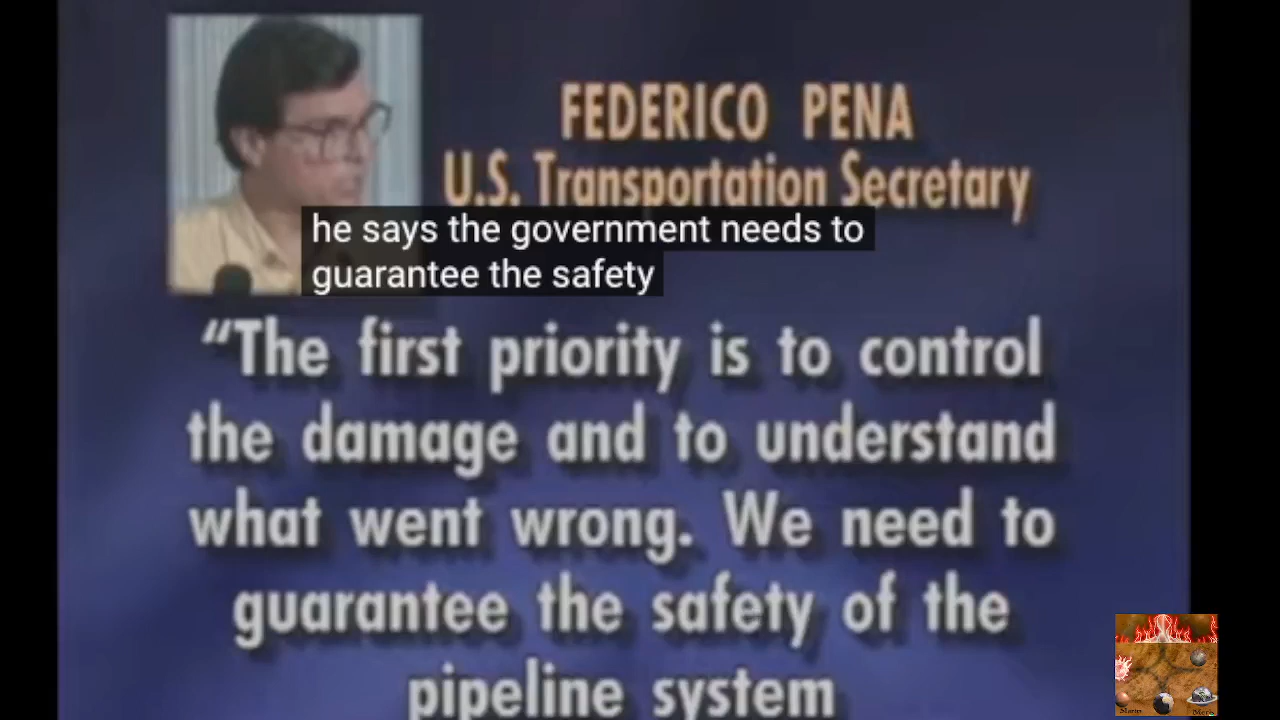 FEDERICO PENA
U.S. Transportation Secretary
he says the government needs to
guarantee the safety
“The first priority is to control
the damage and to understand
what went wrong. We need to
guarantee the safety of the
pipeline system